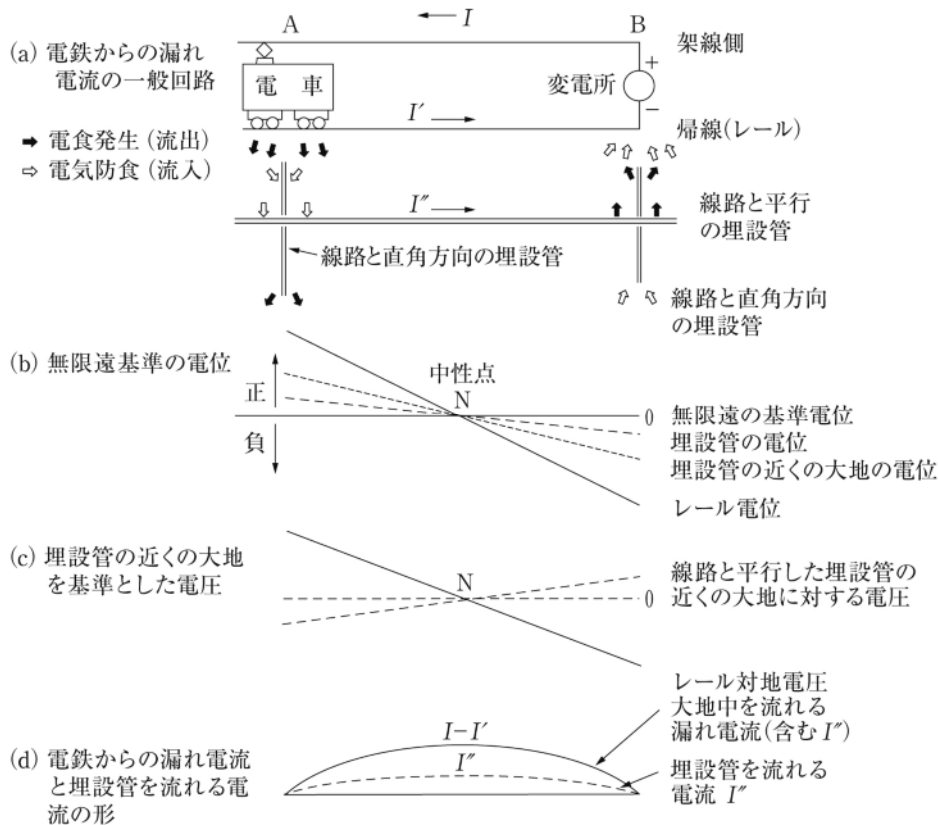 A
I
B
(a) 電鉄からの漏れ
電流の一般回路
架線側
電 車
変電所
+
−
I′
帰線(レール)
電食発生(流出)
電気防食(流入)
I″
線路と平行
の埋設管
線路と直角方向の埋設管
線路と直角方向
の埋設管
(b) 無限遠基準の電位
正
負
中性点
N
0
無限遠の基準電位
埋設管の電位
埋設管の近くの大地の電位
レール電位
(c) 埋設管の近くの大地
を基準とした電圧
N
0
線路と平行した埋設管の
近くの大地に対する電圧
レール対地電圧
大地中を流れる
漏れ電流(含む I″)
(d) 電鉄からの漏れ電流
と埋設管を流れる電
流の形
I−I′
I″
埋設管を流れる
電流 I″